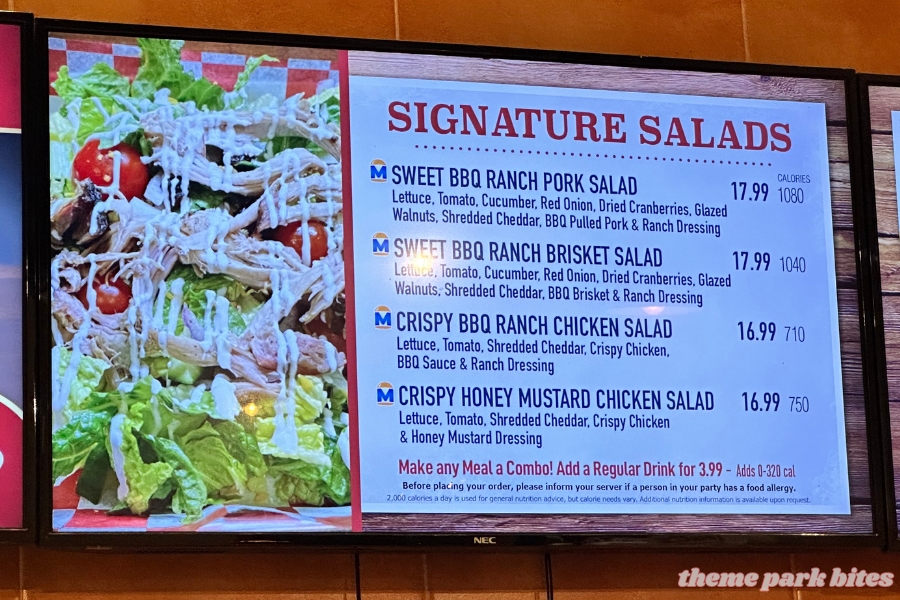 SIGNATURE SALADS
CALORIES
M SWEET BBQ RANCH PORK SALAD 17.99 1080
Lettuce, Tomato, Cucumber, Red Onion, Dried Cranberries, Glazed
Walnuts, Shredded Cheddar, BBQ Pulled Pork & Ranch Dressing
M SWEET BBQ RANCH BRISKET SALAD 17.99 1040
Lettuce, Tomato, Cucumber, Red Onion, Dried Cranberries, Glazed
Walnuts, Shredded Cheddar, BBQ Brisket & Ranch Dressing
M CRISPY BBQ RANCH CHICKEN SALAD 16.99 710
Lettuce, Tomato, Shredded Cheddar, Crispy Chicken,
BBQ Sauce & Ranch Dressing
M CRISPY HONEY MUSTARD CHICKEN SALAD 16.99 750
Lettuce, Tomato, Shredded Cheddar, Crispy Chicken
& Honey Mustard Dressing
Make any Meal a Combo! Add a Regular Drink for 3.99 - Adds 0-320 cal
Before placing your order, please inform your server if a person in your party has a food allergy.
2,000 calories a day is used for general nutrition advice, but calorie needs vary. Additional nutrition information is available upon request.
NEC
theme park bites